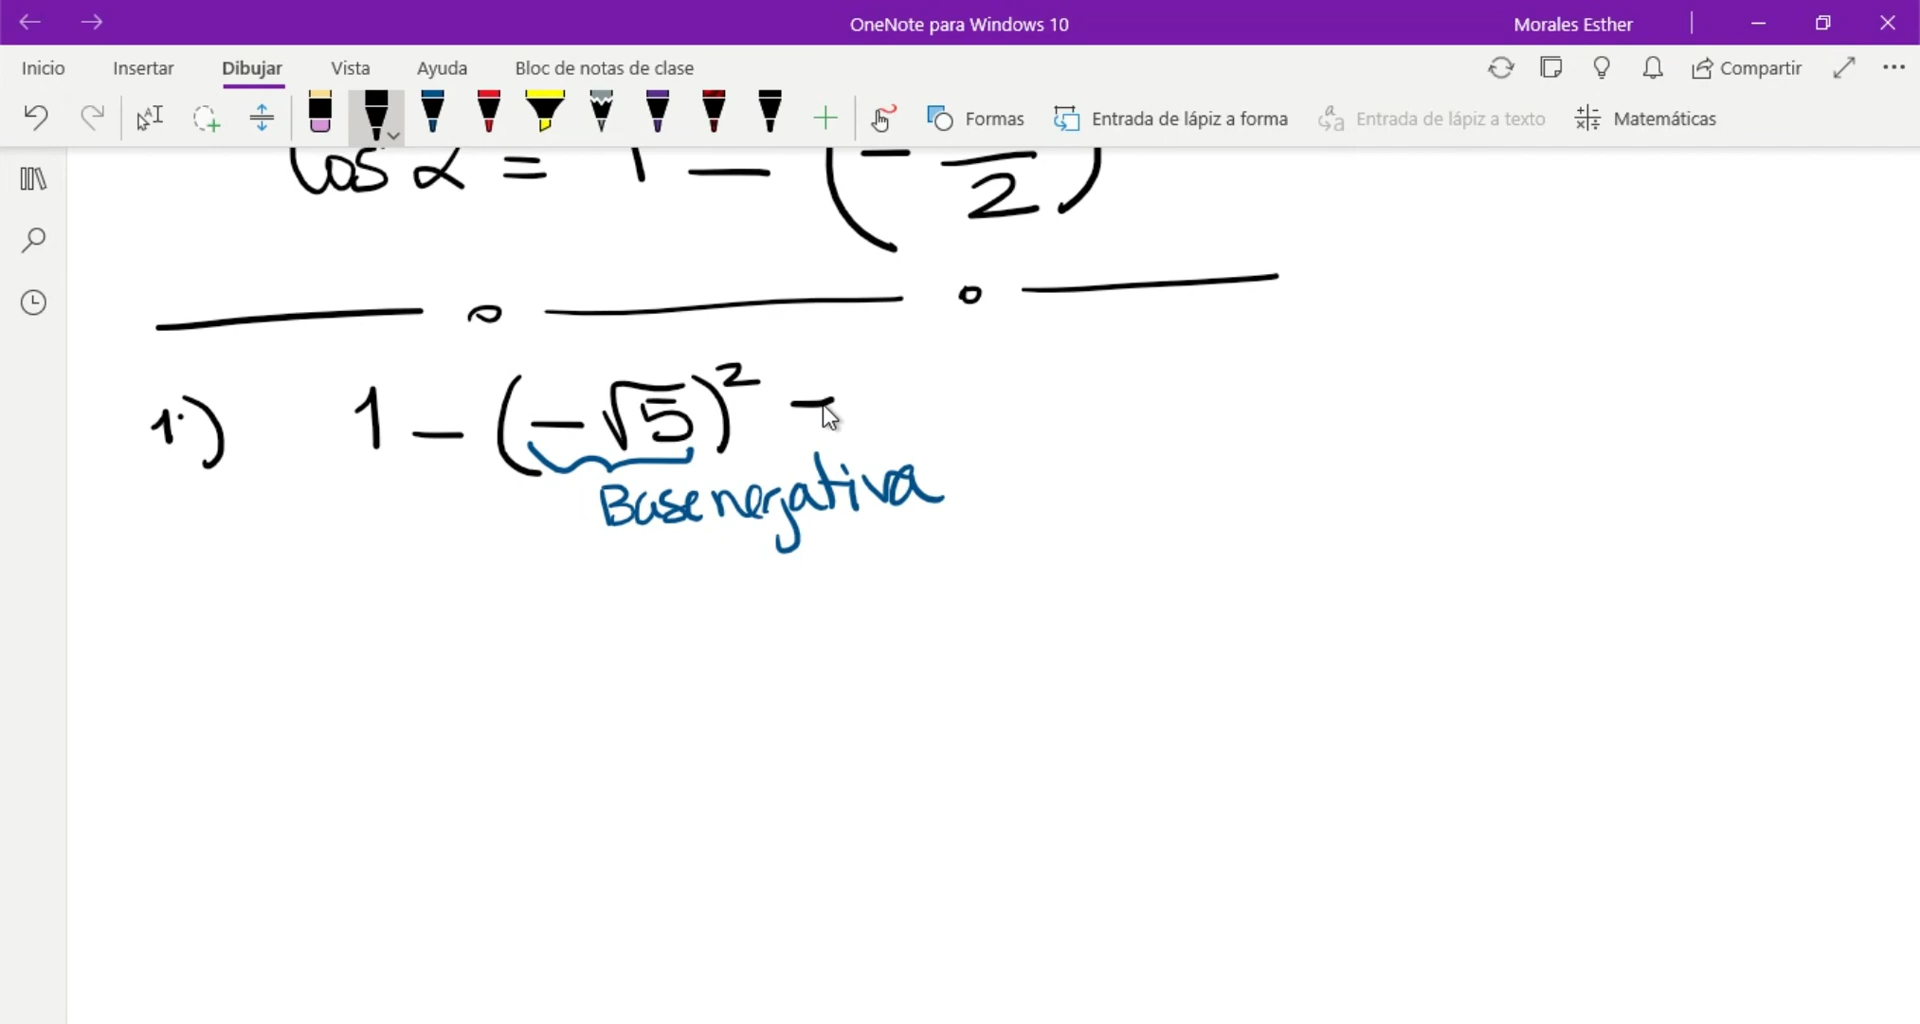 OneNote para Windows 10
Morales Esther
Inicio Insertar Dibujar Vista Ayuda Bloc de notas de clase
Compartir
Formas Entrada de lápiz a forma Entrada de lápiz a texto Matemáticas
Cos α = 1 - (- /2)
1) 1 - (-√5)² -
Base negativa